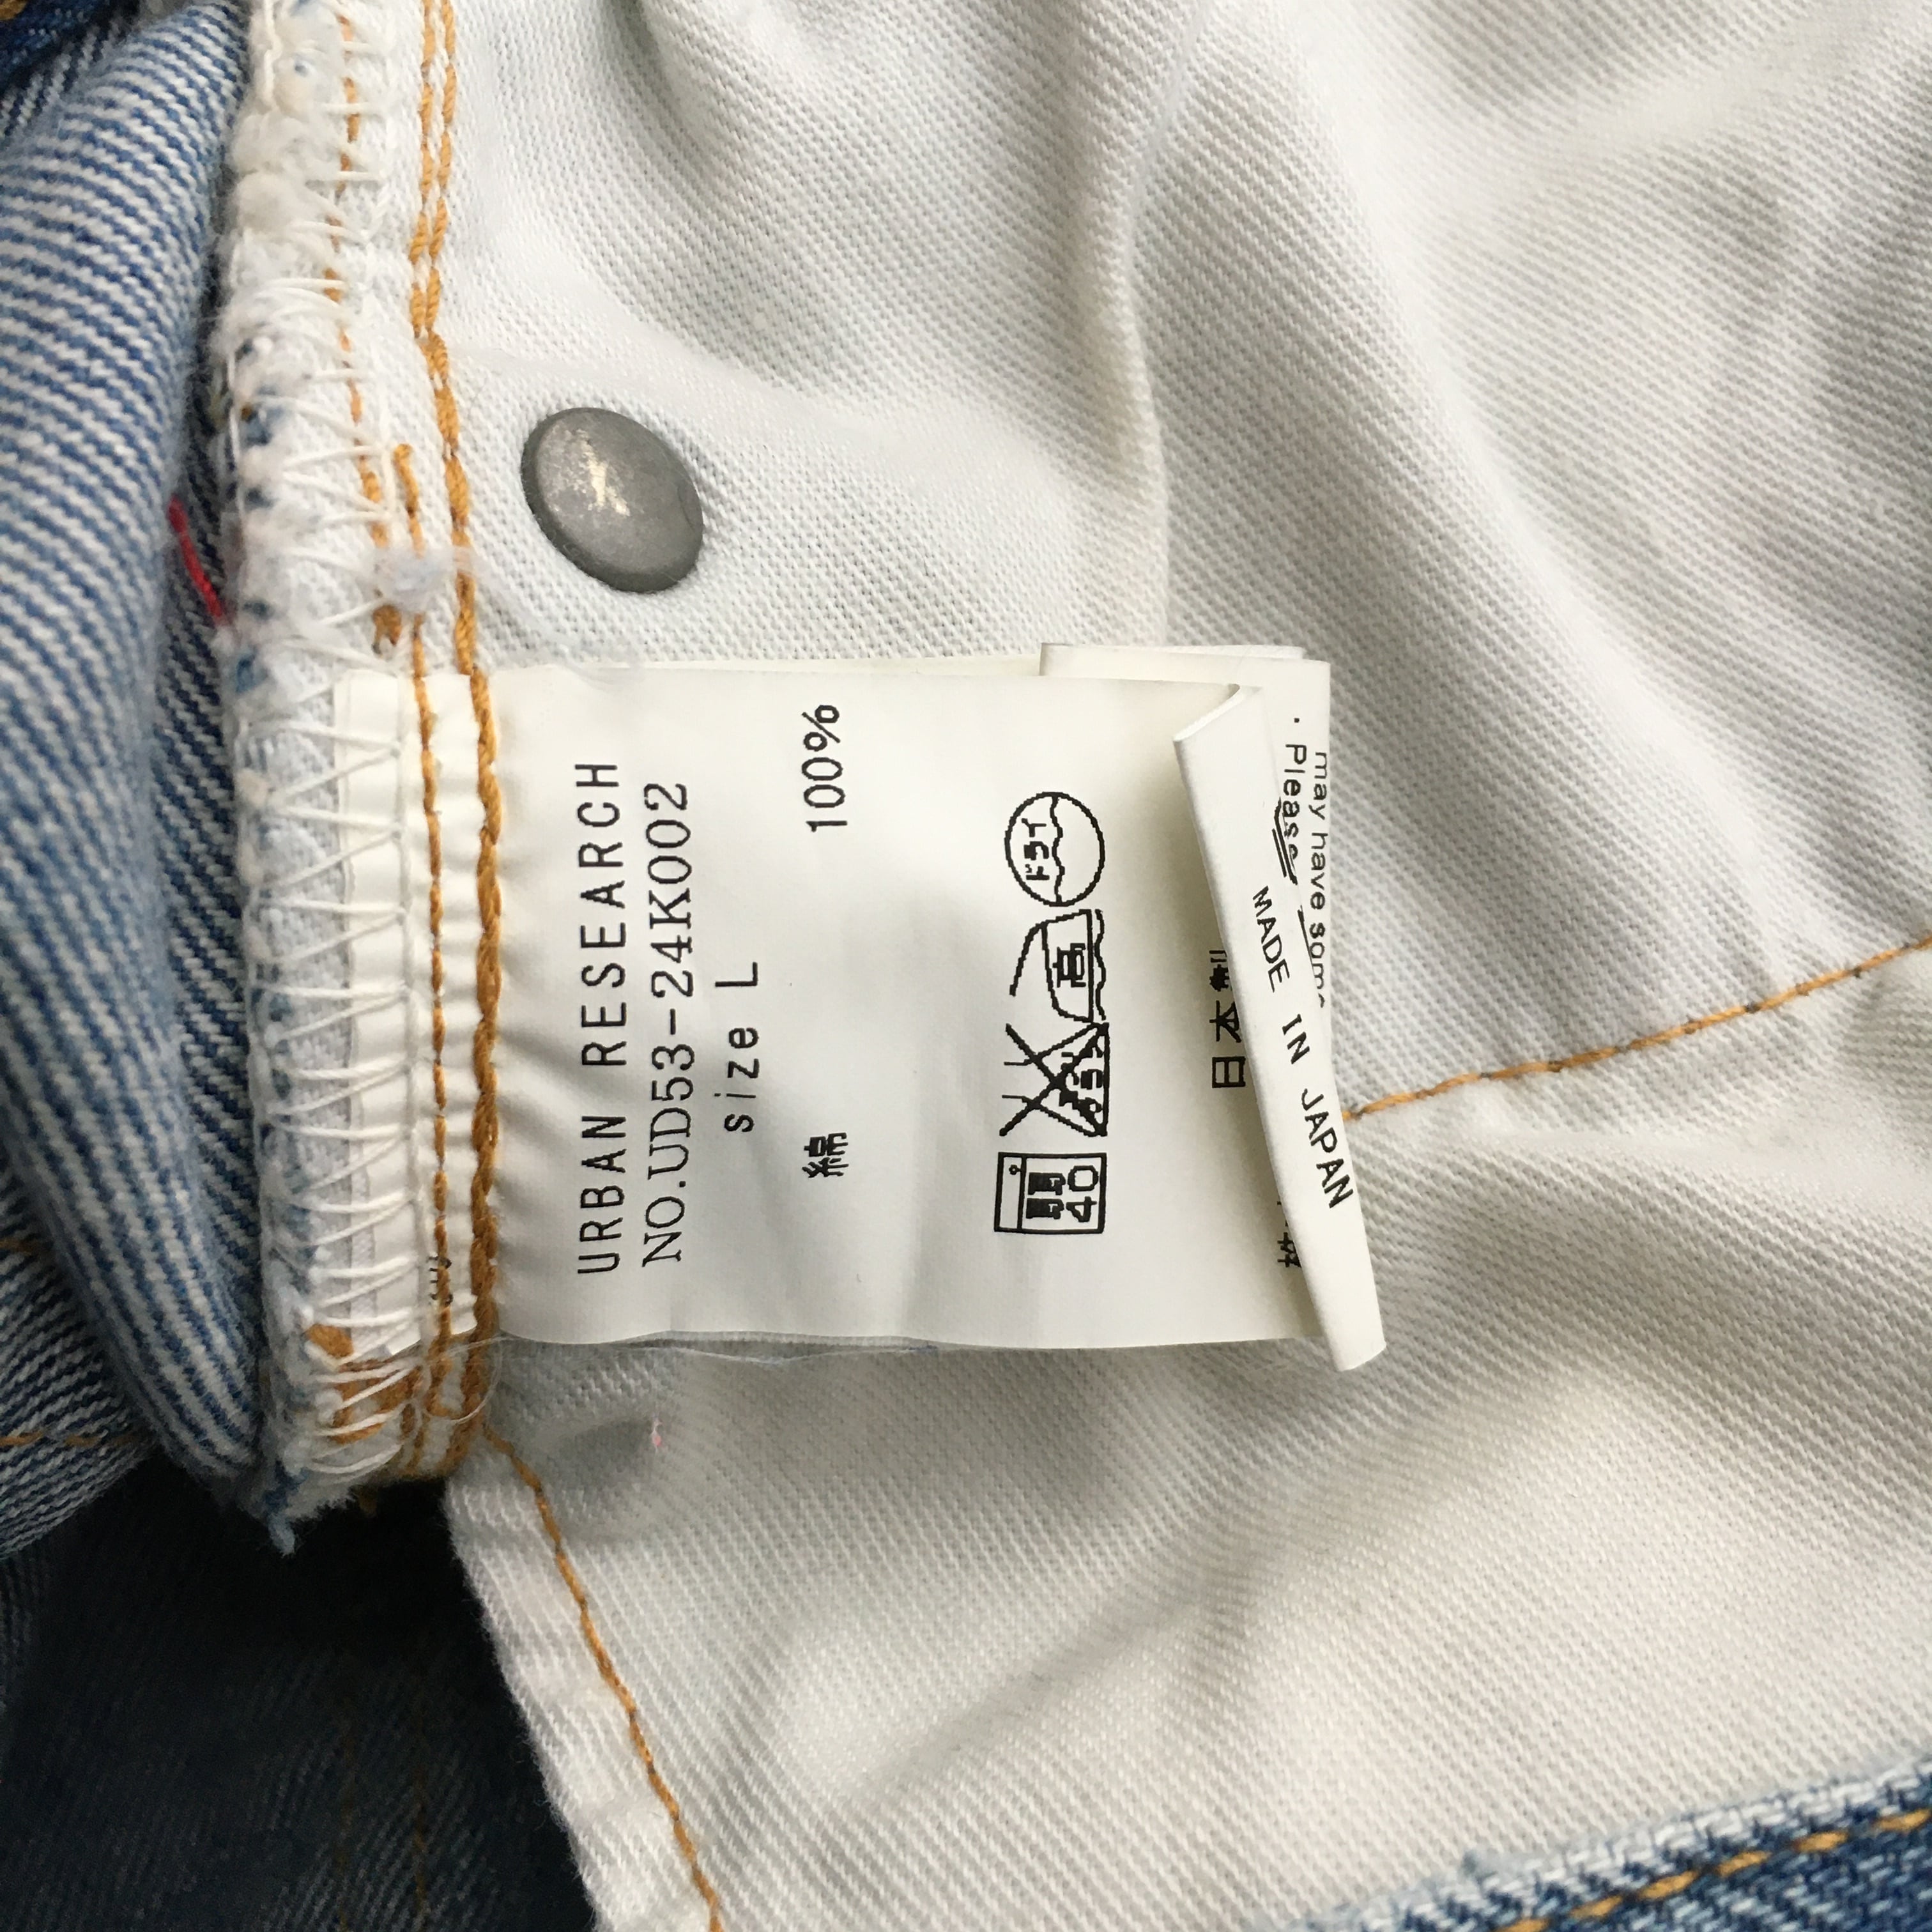 URBAN RESEARCH
NO.UD53-24K002
size L
綿 100%
40
高
ドライ
日本製
MADE IN JAPAN
· Please
may have some